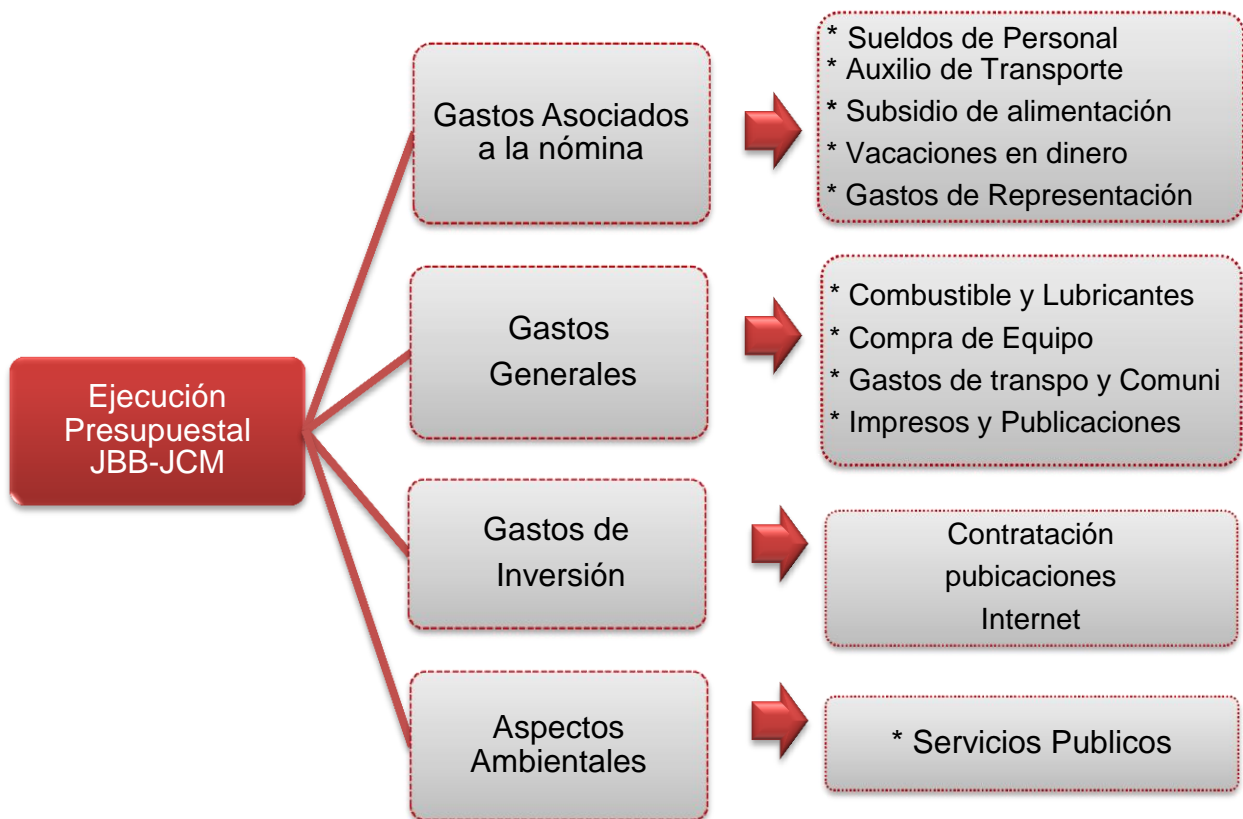 Ejecución
Presupuestal
JBB-JCM
Gastos Asociados
a la nómina
* Sueldos de Personal
* Auxilio de Transporte
* Subsidio de alimentación
* Vacaciones en dinero
* Gastos de Representación
Gastos
Generales
* Combustible y Lubricantes
* Compra de Equipo
* Gastos de transpo y Comuni
* Impresos y Publicaciones
Gastos de
Inversión
Contratación
pubicaciones
Internet
Aspectos
Ambientales
* Servicios Publicos